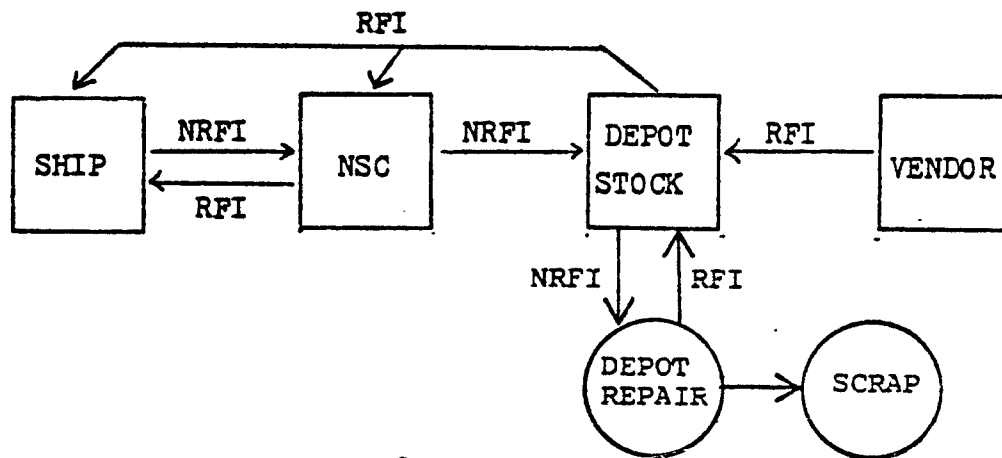 RFI
SHIP
NRFI
RFI
NSC
NRFI
DEPOT
STOCK
RFI
VENDOR
NRFI
RFI
DEPOT
REPAIR
SCRAP